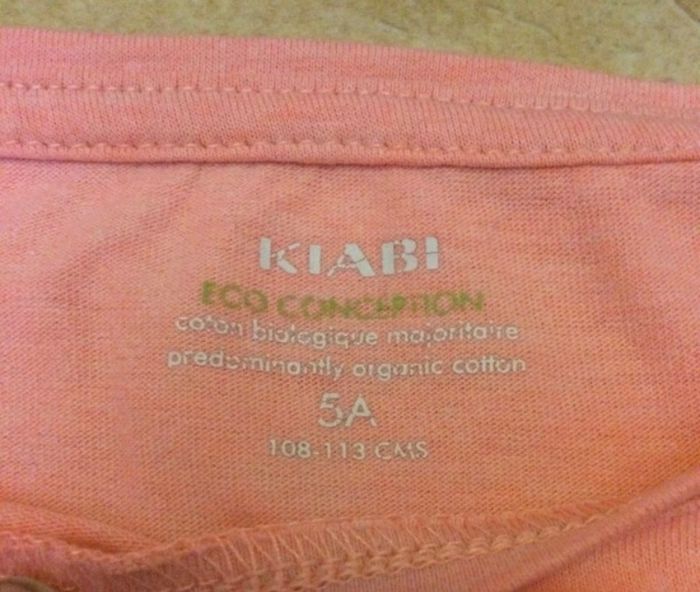 KIABI
ECO CONCEPTION
coton biologique majoritaire
predominantly organic cotton
5A
108-113 CMS